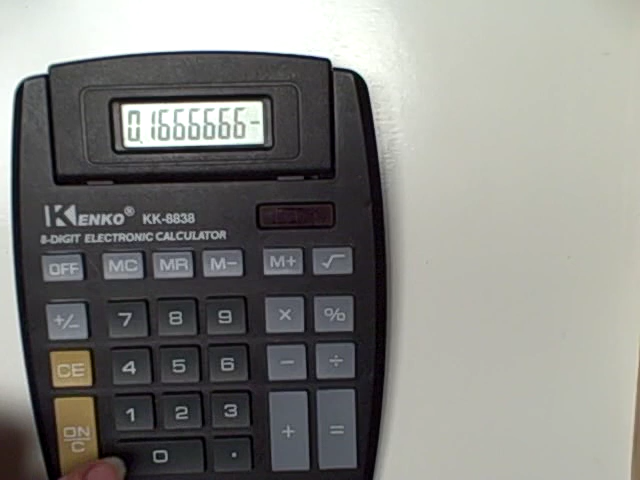 0.1666666-
KENKO® KK-8838
8-DIGIT ELECTRONIC CALCULATOR
OFF MC MR M- M+ √
+/- 7 8 9 × %
CE 4 5 6 - ÷
ON/C 1 2 3 + =
0 .